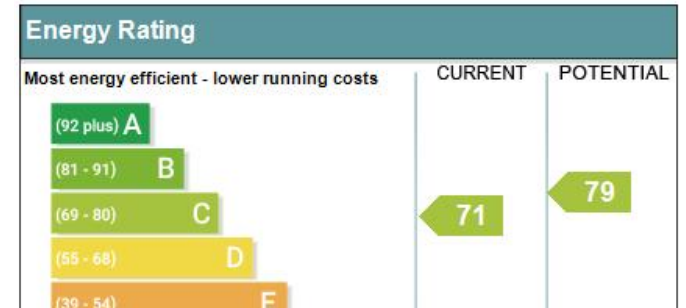 Energy Rating
Most energy efficient - lower running costs
CURRENT
POTENTIAL
(92 plus) A
(81 - 91) B
(69 - 80) C
71
79
(55 - 68) D
(39 - 54) E